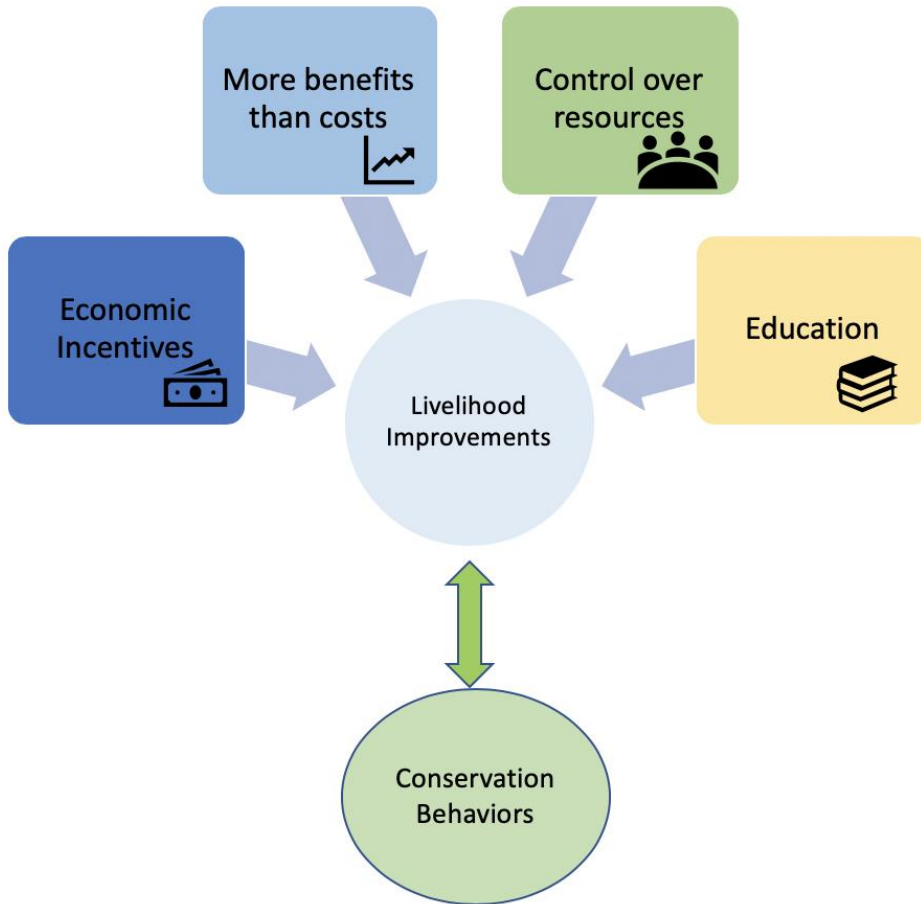 More benefits
than costs
Control over
resources
Economic
Incentives
Education
Livelihood
Improvements
Conservation
Behaviors